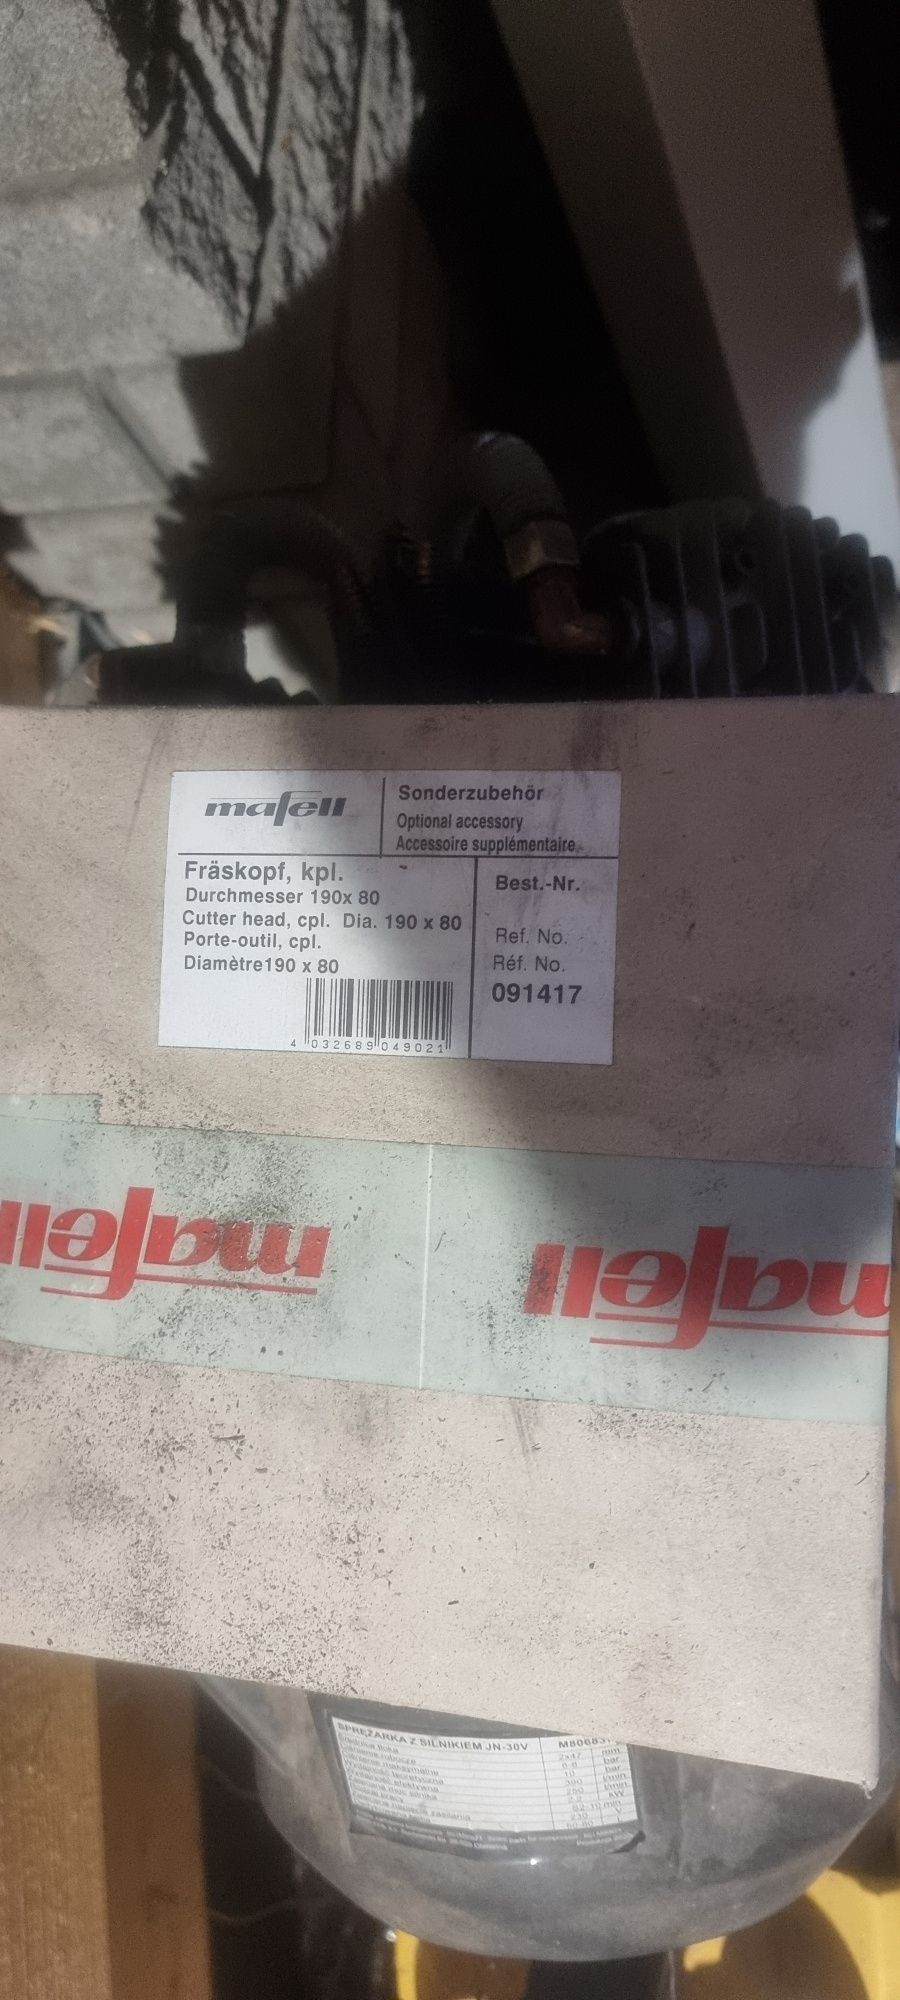 mafell
Sonderzubehör
Optional accessory
Accessoire supplémentaire
Fräskopf, kpl.
Durchmesser 190x 80
Cutter head, cpl. Dia. 190 x 80
Porte-outil, cpl.
Diamètre190 x 80
4 032689 049021
Best.-Nr.
Ref. No.
Réf. No.
091417
mafell
mafell
SPRĘŻARKA Z SILNIKIEM JN-30V